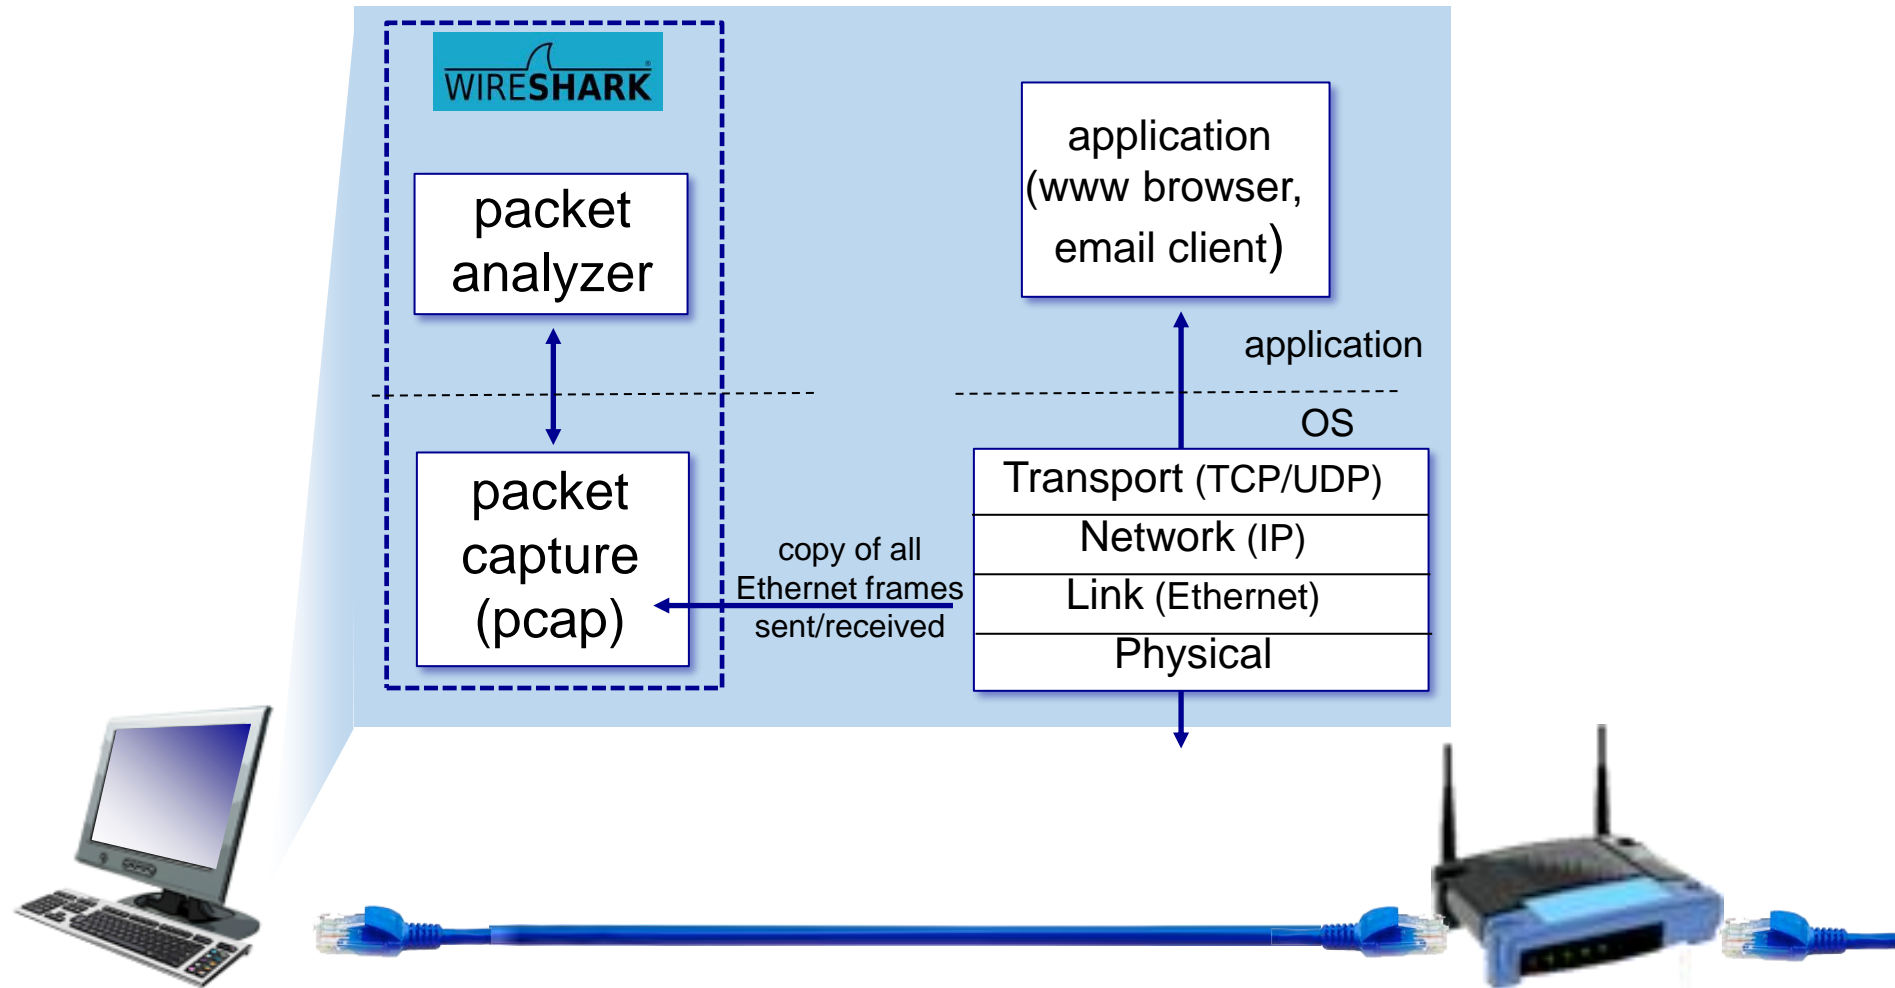 WIRESHARK®
packet
analyzer
packet
capture
(pcap)
copy of all
Ethernet frames
sent/received
application
(www browser,
email client)
application
OS
Transport (TCP/UDP)
Network (IP)
Link (Ethernet)
Physical